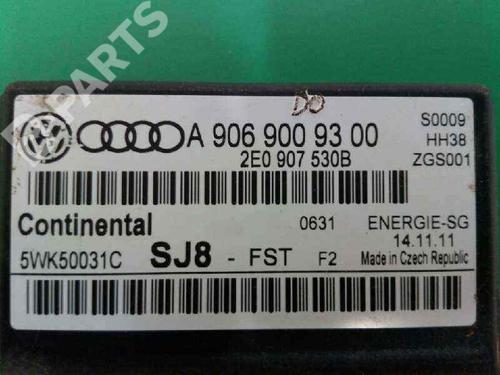 B PARTS
DO
A 906 900 93 00
2E0 907 530B
S0009
HH38
ZGS001
Continental
0631
ENERGIE-SG
14.11.11
5WK50031C
SJ8 - FST F2
Made in Czech Republic